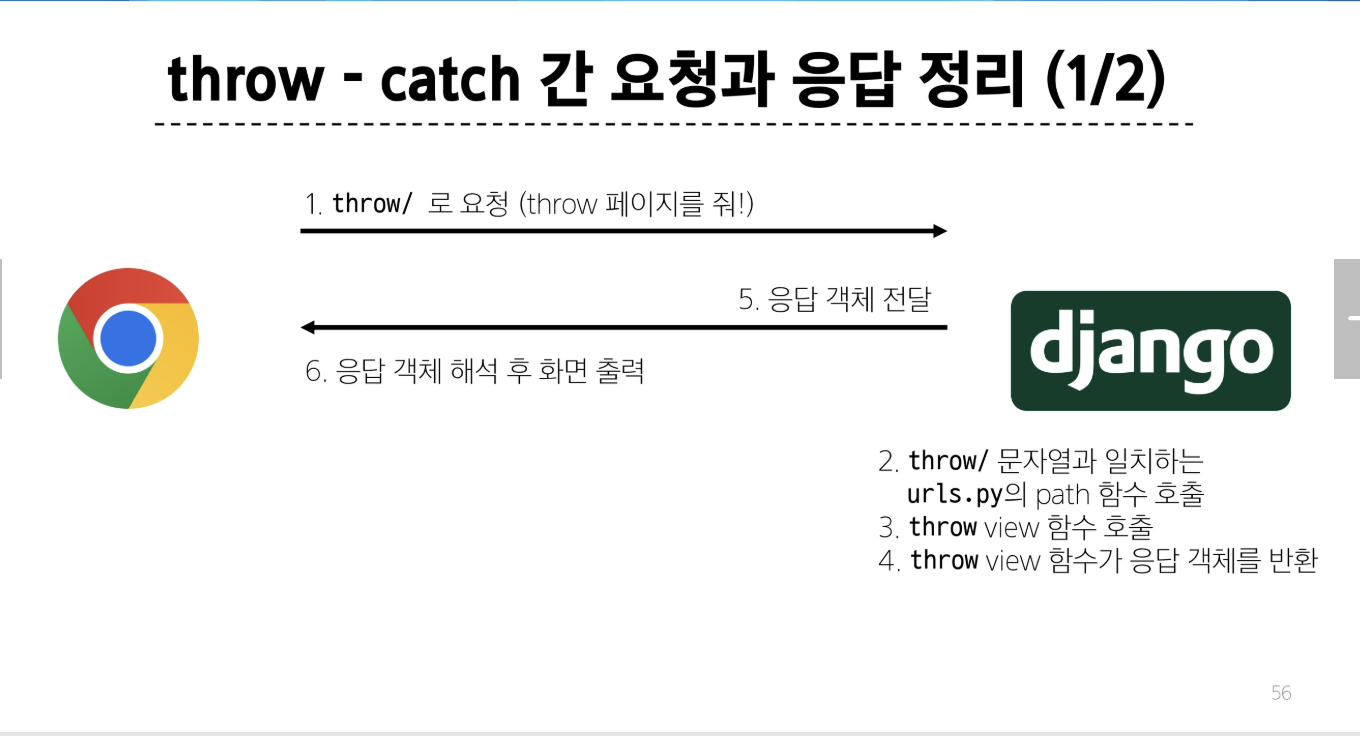 throw - catch 간 요청과 응답 정리 (1/2)
1. throw/ 로 요청 (throw 페이지를 줘!)
5. 응답 객체 전달
django
6. 응답 객체 해석 후 화면 출력
2. throw/ 문자열과 일치하는
urls.py의 path 함수 호출
3. throw view 함수 호출
4. throw view 함수가 응답 객체를 반환
56